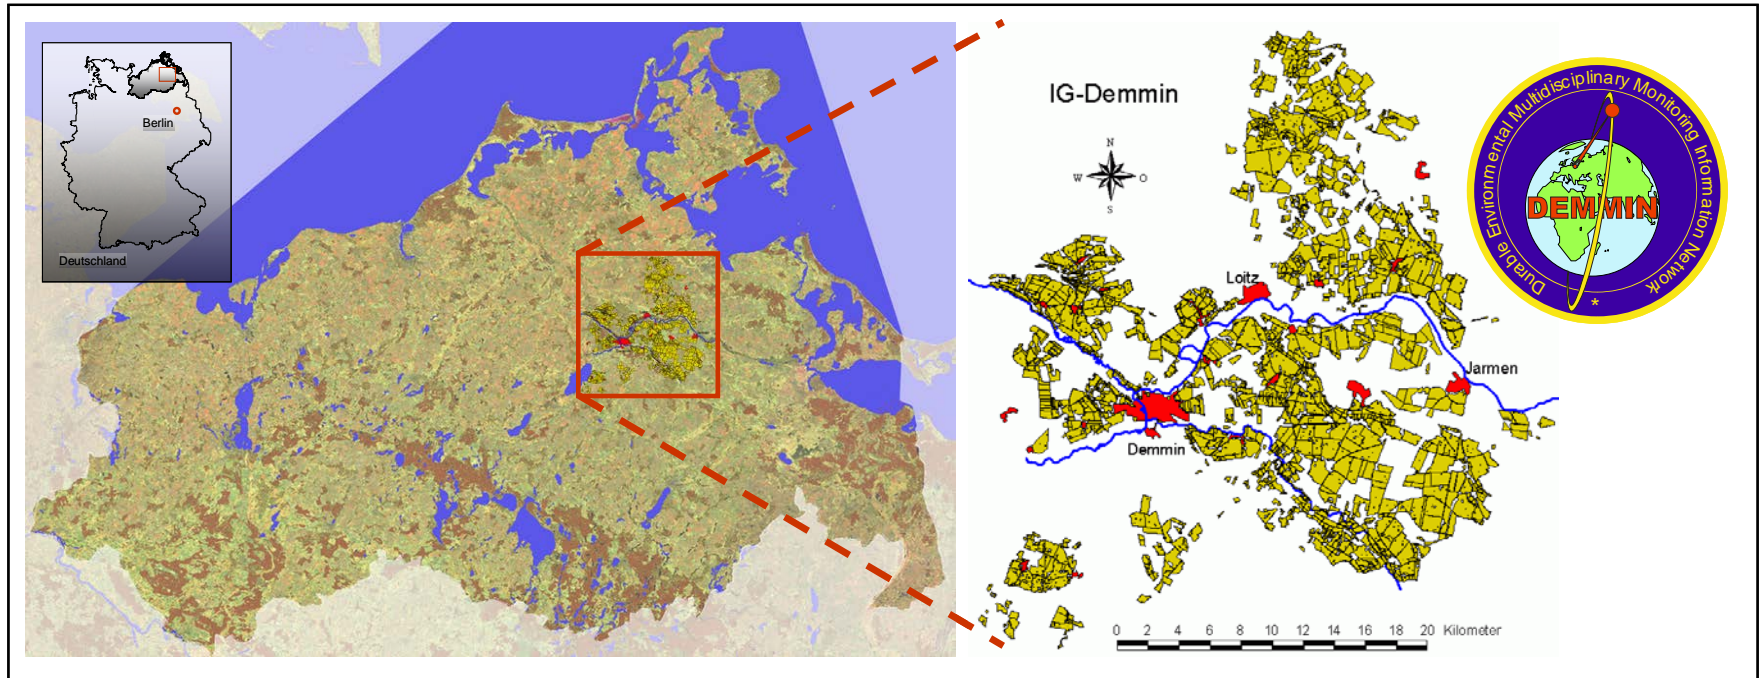 Berlin
Deutschland
IG-Demmin
N
W
O
S
Loitz
Jarmen
Demmin
0 2 4 6 8 10 12 14 16 18 20 Kilometer
Durable Environmental Multidisciplinary Monitoring Information Network
*
DEMMIN